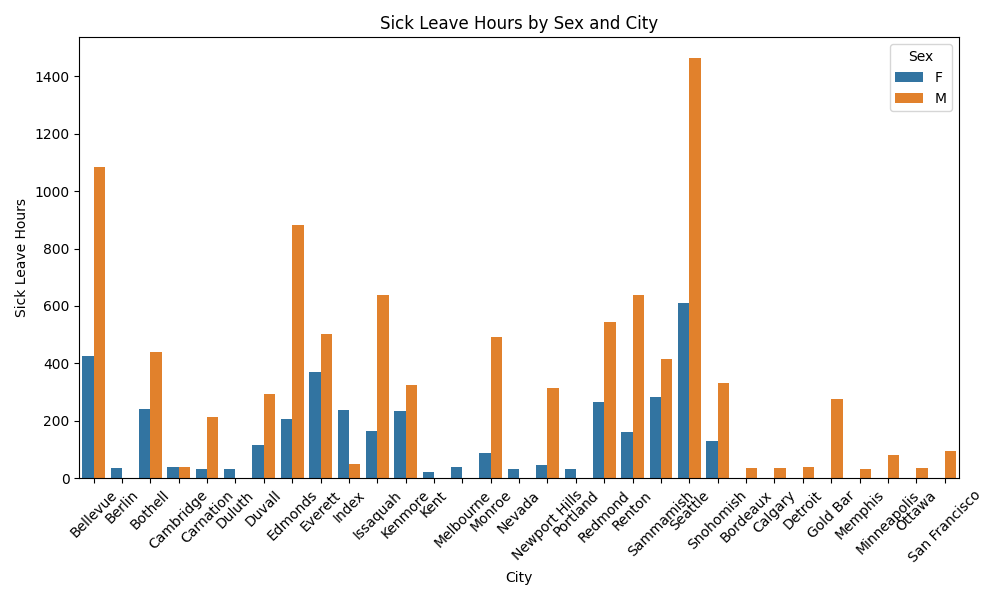 Sick Leave Hours by Sex and City
Sex
F
M
1400
1200
1000
800
600
400
200
0
Sick Leave Hours
Bellevue
Berlin
Bothell
Cambridge
Carnation
Duluth
Duvall
Edmonds
Everett
Index
Issaquah
Kenmore
Kent
Melbourne
Monroe
Nevada
Newport Hills
Portland
Redmond
Renton
Sammamish
Seattle
Snohomish
Bordeaux
Calgary
Detroit
Gold Bar
Memphis
Minneapolis
Ottawa
San Francisco
City